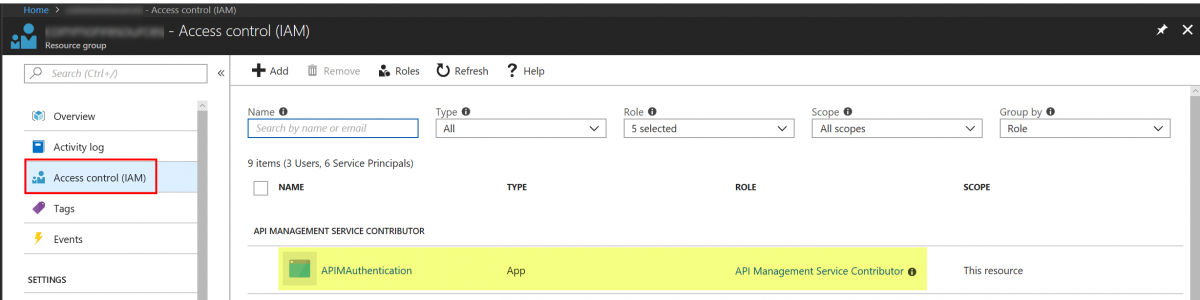 Home > - Access control (IAM)
- Access control (IAM)
Resource group
Search (Ctrl+/)
Overview
Activity log
Access control (IAM)
Tags
Events
SETTINGS
Add Remove Roles Refresh Help
Name Type Role Scope Group by
Search by name or email All 5 selected All scopes Role
9 items (3 Users, 6 Service Principals)
NAME TYPE ROLE SCOPE
API MANAGEMENT SERVICE CONTRIBUTOR
APIMAuthentication App API Management Service Contributor This resource